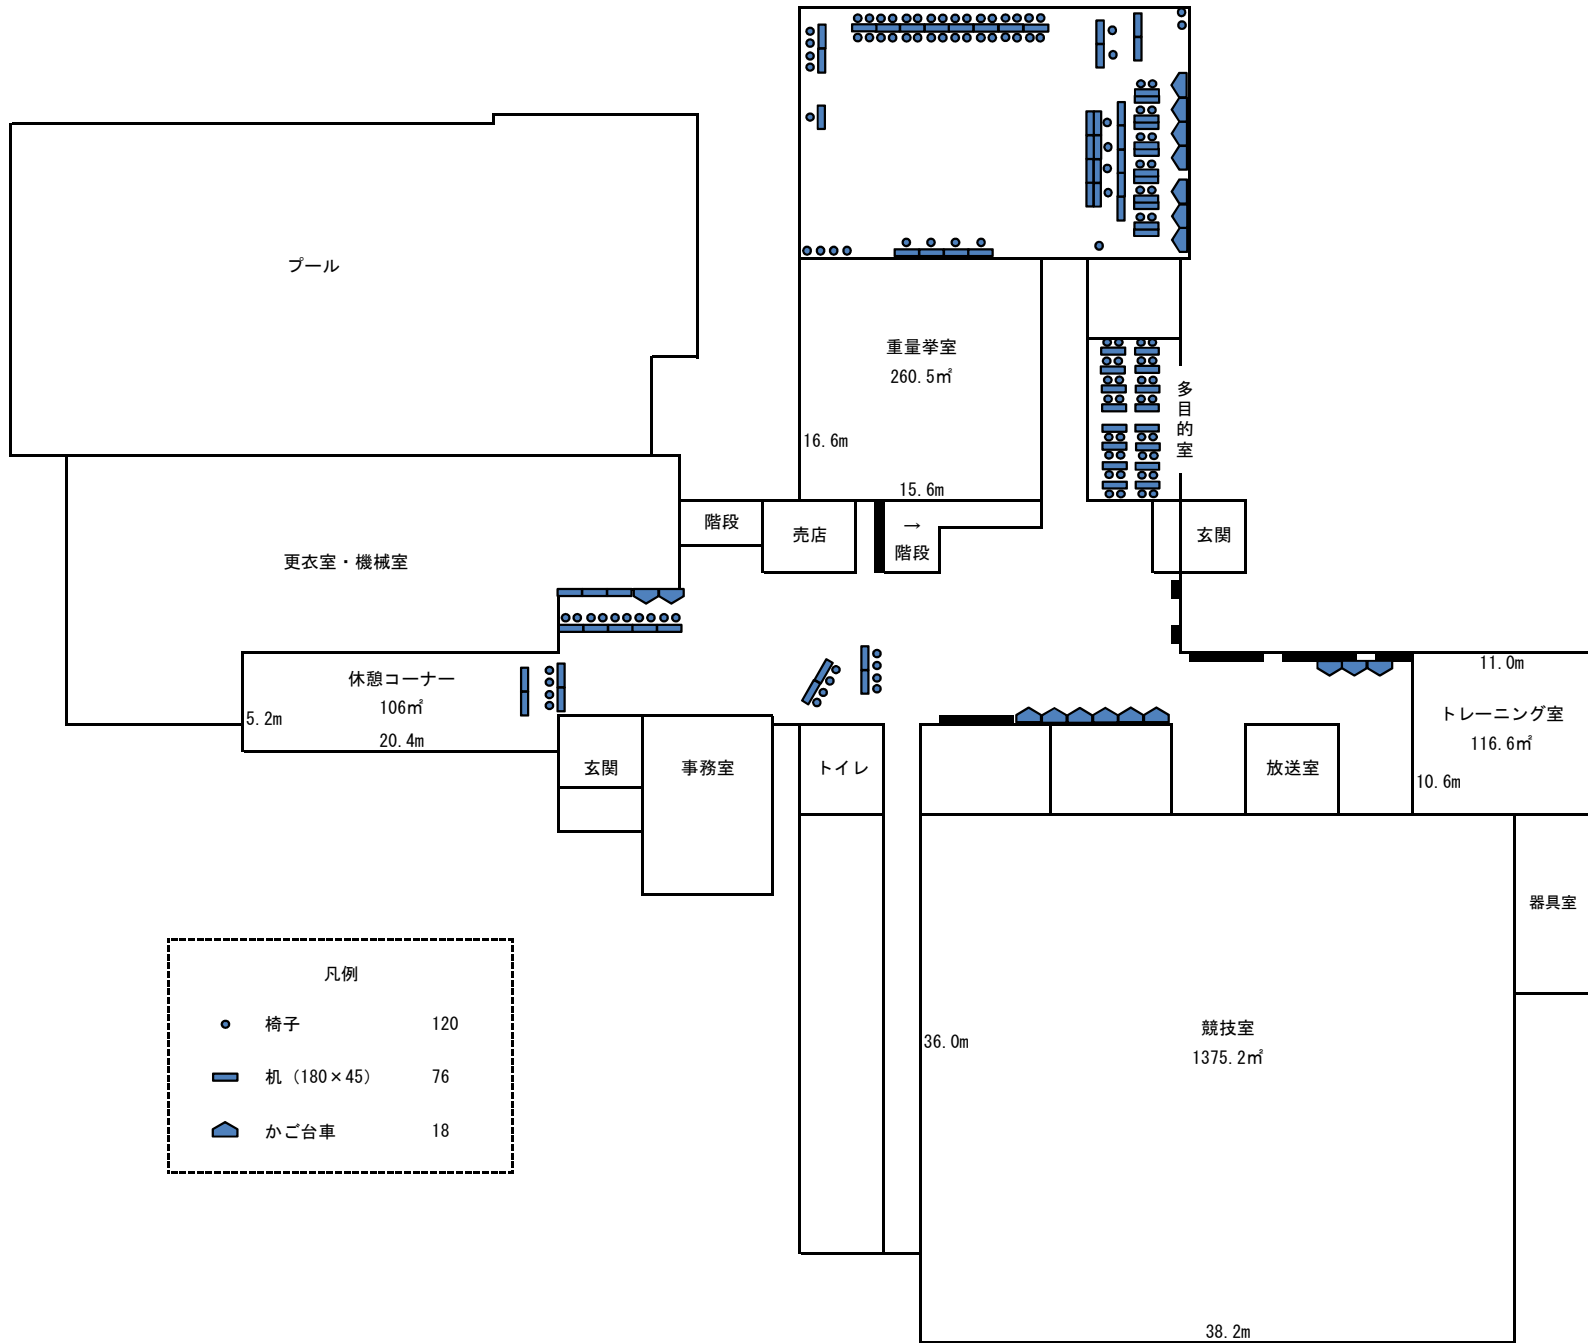 プール
重量挙室
260.5㎡
16.6m
15.6m
多目的室
階段
売店
→
階段
玄関
更衣室・機械室
休憩コーナー
106㎡
5.2m
20.4m
11.0m
トレーニング室
116.6㎡
10.6m
玄関
事務室
トイレ
放送室
器具室
凡例
椅子 120
机（180×45） 76
かご台車 18
競技室
1375.2㎡
36.0m
38.2m